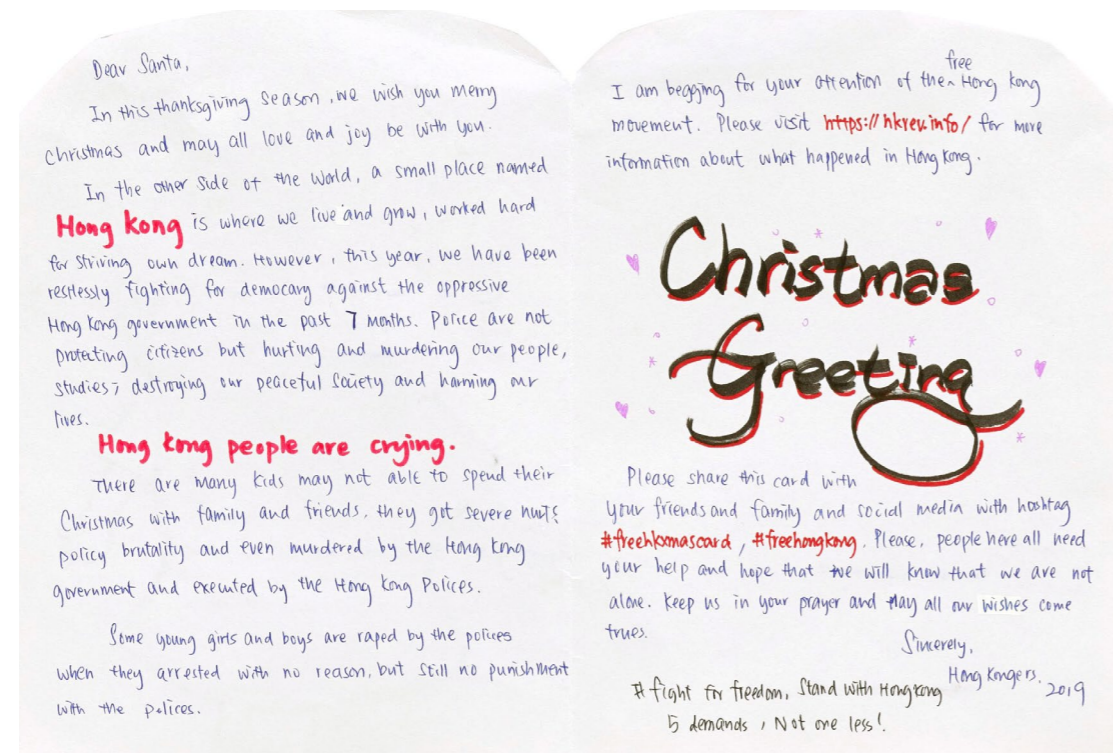 Dear Santa,
In this thanksgiving season, we wish you merry
christmas and may all love and joy be with you.
In the other side of the world, a small place named
Hong Kong is where we live and grow, worked hard
for striving own dream. However, this year, we have been
restlessly fighting for democary against the oppressive
Hong Kong government in the past 7 months. Police are not
protecting citizens but hurting and murdering our people,
studies; destroying our peaceful society and harming our
lives.
Hong Kong people are crying.
There are many kids may not able to spend their
Christmas with family and friends, they got severe
policy brutality and even murdered by the Hong Kong
government and executed by the Hong Kong Polices.
Some young girls and boys are raped by the polices
when they arrested with no reason, but still no punishment
with the polices.
free
I am begging for your attention of the Hong Kong
movement. Please visit https://hkrev.info/ for more
information about what happened in Hong Kong.
Christmas
Greeting
Please share this card with
your friends and family and social media with hashtag
#freehkxmascard, #freehongkong. Please, people here all need
your help and hope that we will know that we are not
alone. Keep us in your prayer and may all our wishes come
trues.
Sincerely,
Hong Kongers.
2019
# fight for freedom, Stand with Hong Kong
5 demands, Not one less!